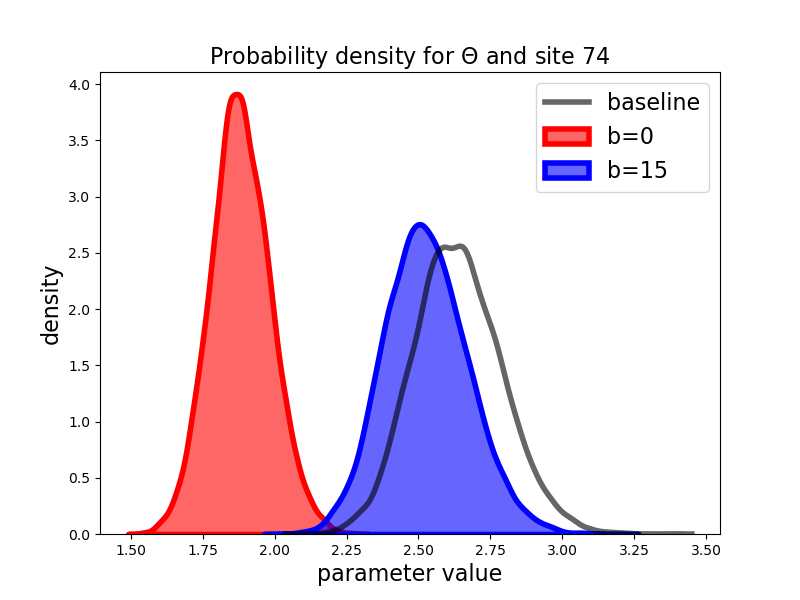 Probability density for Θ and site 74
baseline
b=0
b=15
density
4.0
3.5
3.0
2.5
2.0
1.5
1.0
0.5
0.0
1.50 1.75 2.00 2.25 2.50 2.75 3.00 3.25 3.50
parameter value